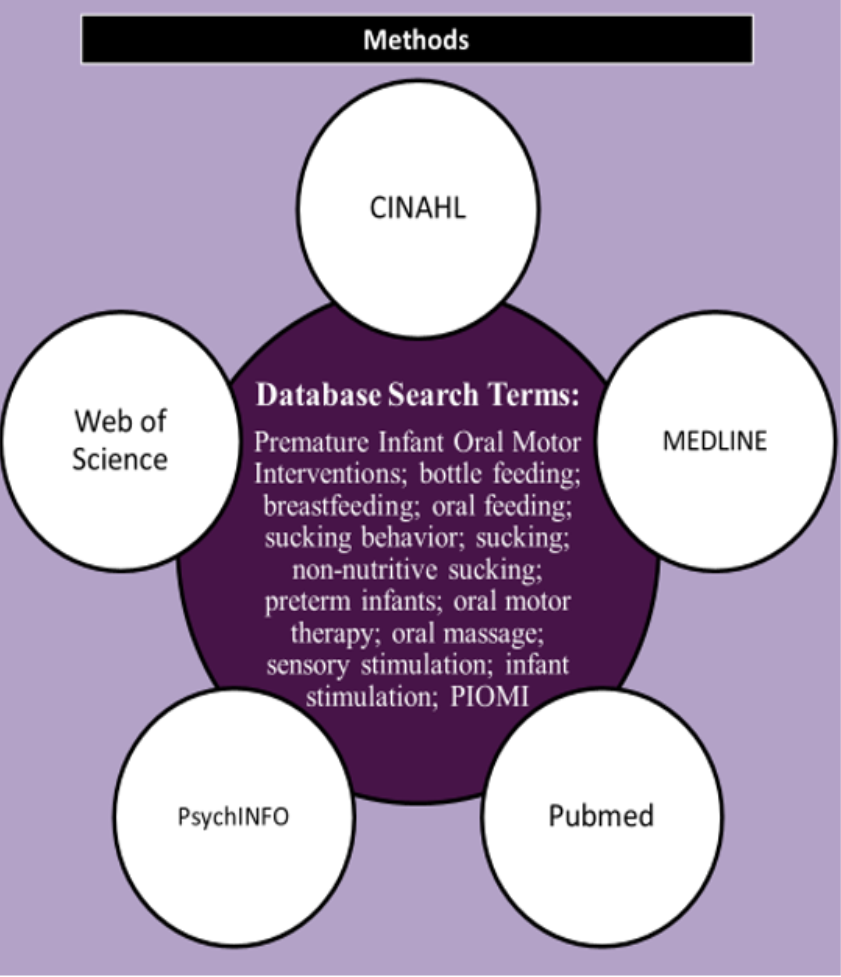 Methods
CINAHL
Web of
Science
Database Search Terms:
Premature Infant Oral Motor
Interventions; bottle feeding;
breastfeeding; oral feeding;
sucking behavior; sucking;
non-nutritive sucking;
preterm infants; oral motor
therapy; oral massage;
sensory stimulation; infant
stimulation; PIOMI
MEDLINE
PsychINFO
Pubmed